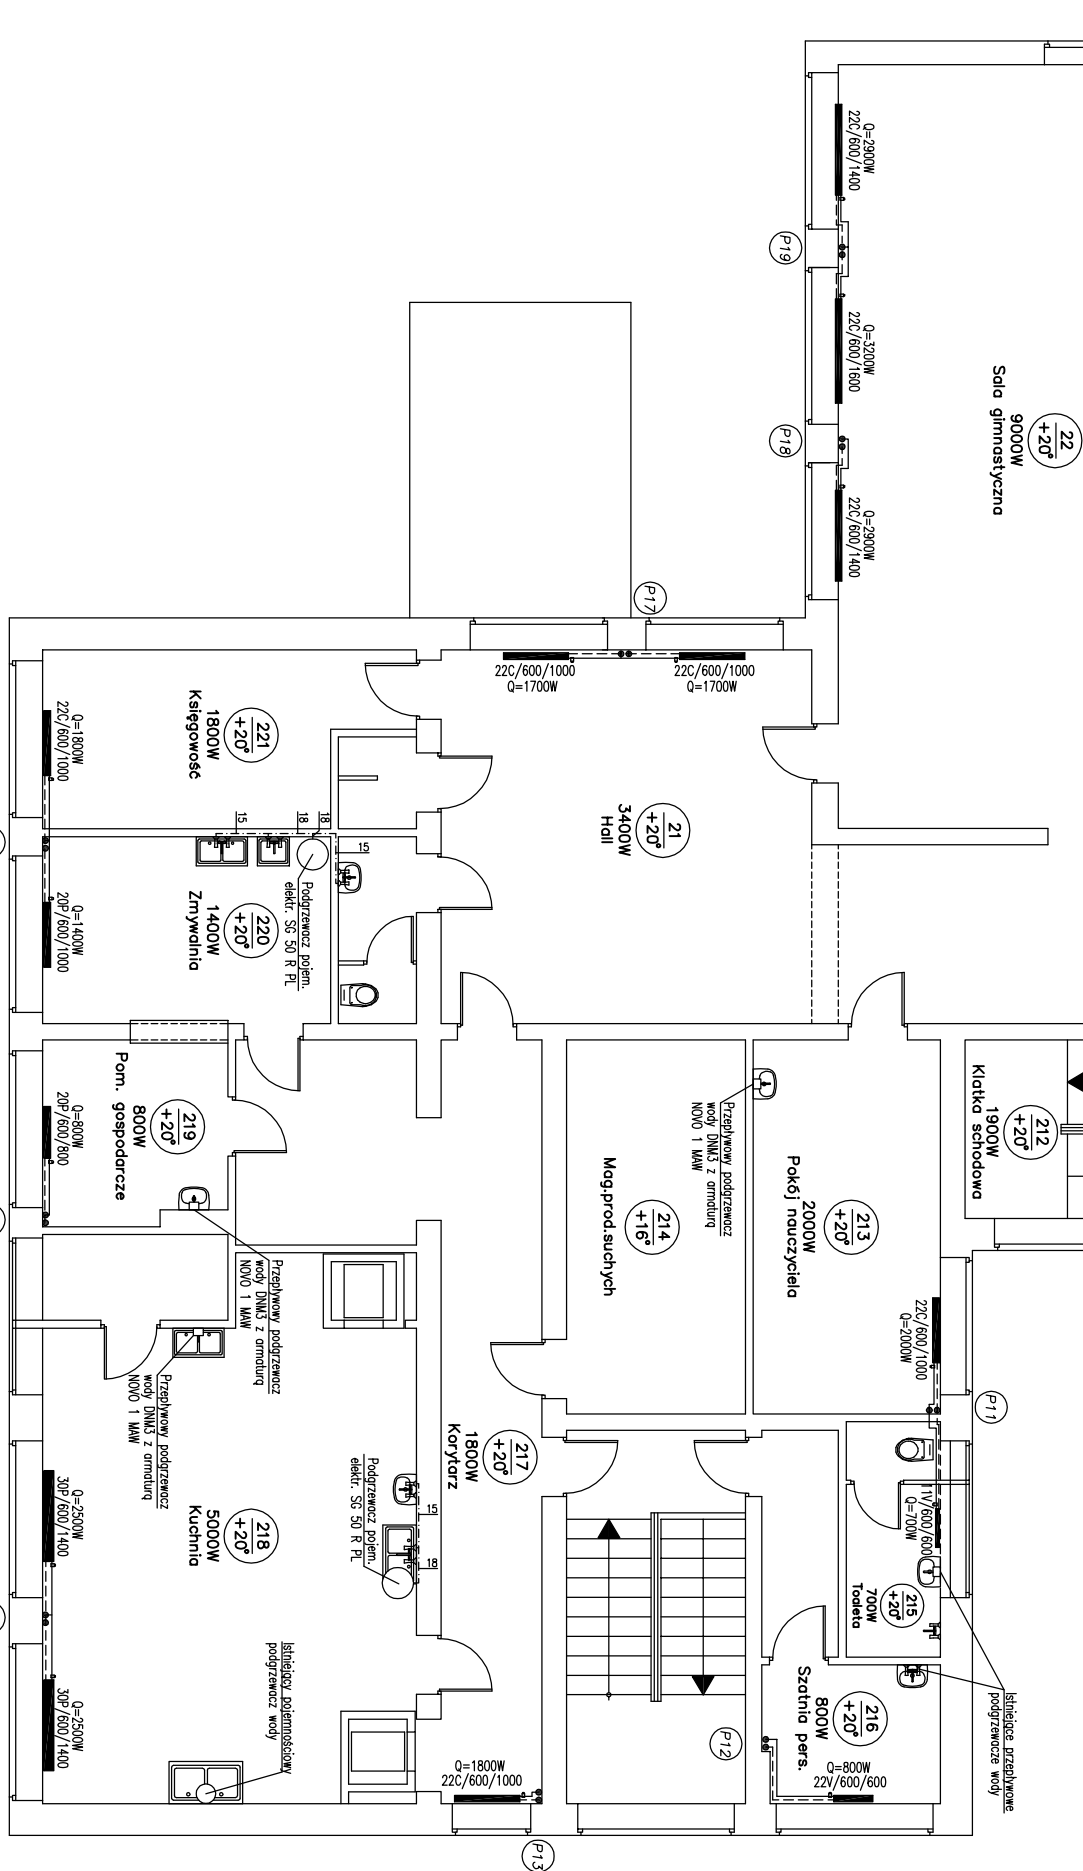 22
+20°
9000W
Sala gimnastyczna
Q=2900W
22C/600/1400
P19
Q=3200W
22C/600/1600
P18
Q=2900W
22C/600/1400
P17
22C/600/1000
Q=1700W
22C/600/1000
Q=1700W
21
+20°
3400W
Hall
221
+20°
1800W
Księgowość
Q=1800W
22C/600/1000
15
18
18
15
Podgrzewacz pojem.
elektr. SG 50 R PL
220
+20°
1400W
Zmywalnia
Q=1400W
20P/600/1000
219
+20°
800W
Pom. gospodarcze
Q=800W
20P/600/800
Przepływowy podgrzewacz
wody DNM3 z armaturą
NOVO 1 MAW
Przepływowy podgrzewacz
wody DNM3 z armaturą
NOVO 1 MAW
Przepływowy podgrzewacz
wody DNM3 z armaturą
NOVO 1 MAW
212
+20°
1900W
Klatka schodowa
213
+20°
2000W
Pokój nauczyciela
22C/600/1000
Q=2000W
P11
214
+16°
Mag.prod.suchych
217
+20°
1800W
Korytarz
11V/600/600
Q=700W
215
+20°
700W
Toaleta
216
+20°
800W
Szatnia pers.
Q=800W
22V/600/600
Istniejące przepływowe
podgrzewacze wody
P12
Q=1800W
22C/600/1000
P13
15
18
Podgrzewacz pojem.
elektr. SG 50 R PL
218
+20°
5000W
Kuchnia
Q=2500W
30P/600/1400
Q=2500W
30P/600/1400
Istniejący pojemnościowy
podgrzewacz wody